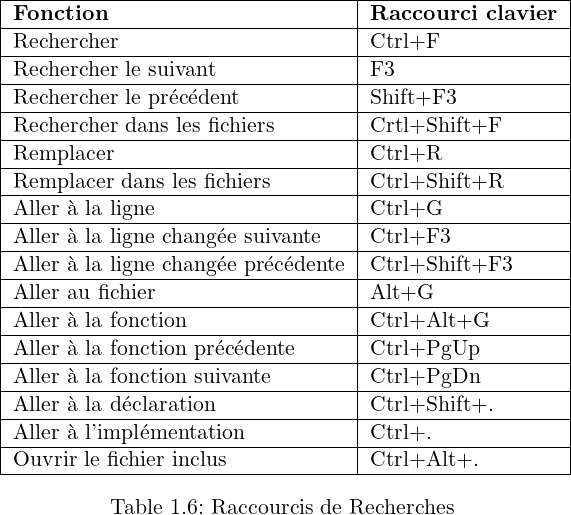 Fonction Raccourci clavier
Rechercher Ctrl+F
Rechercher le suivant F3
Rechercher le précédent Shift+F3
Rechercher dans les fichiers Crtl+Shift+F
Remplacer Ctrl+R
Remplacer dans les fichiers Ctrl+Shift+R
Aller à la ligne Ctrl+G
Aller à la ligne changée suivante Ctrl+F3
Aller à la ligne changée précédente Ctrl+Shift+F3
Aller au fichier Alt+G
Aller à la fonction Ctrl+Alt+G
Aller à la fonction précédente Ctrl+PgUp
Aller à la fonction suivante Ctrl+PgDn
Aller à la déclaration Ctrl+Shift+.
Aller à l'implémentation Ctrl+.
Ouvrir le fichier inclus Ctrl+Alt+.
Table 1.6: Raccourcis de Recherches